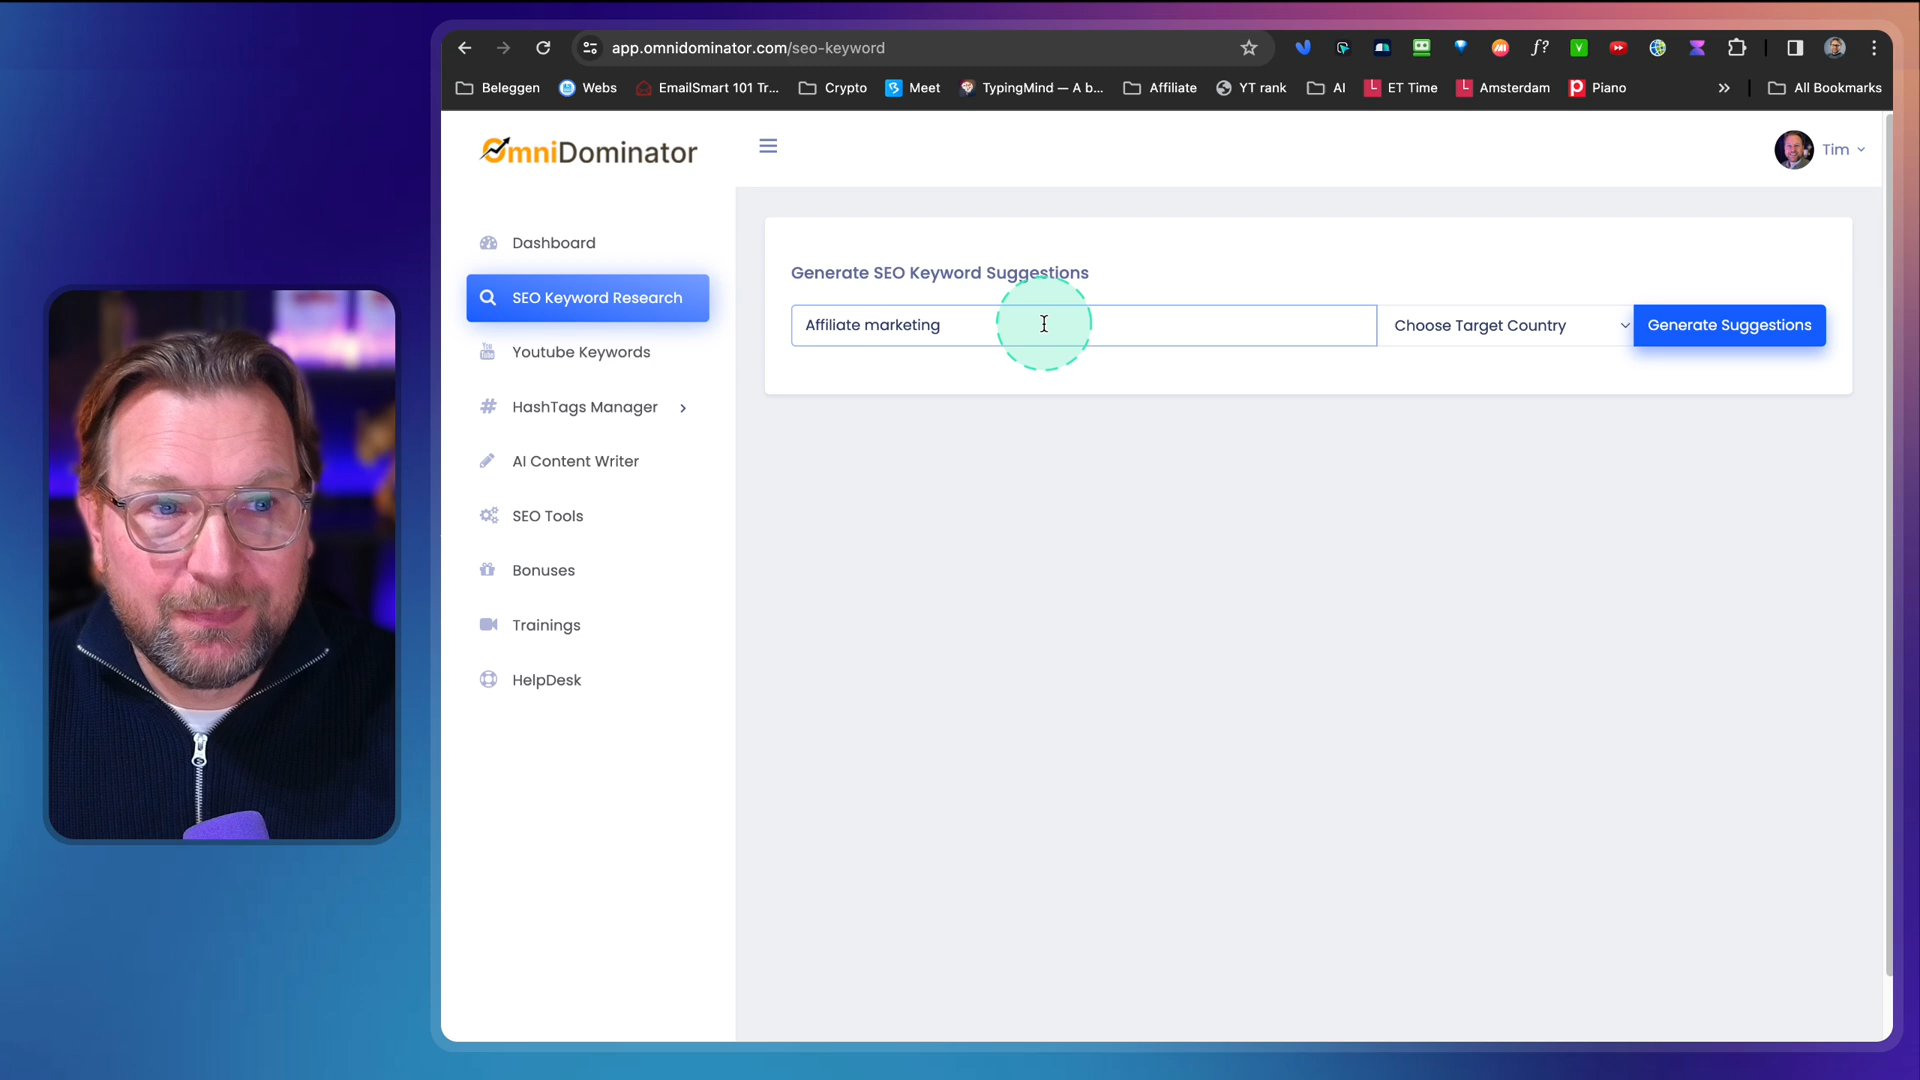 app.omnidominator.com/seo-keyword
Beleggen
Webs
EmailSmart 101 Tr...
Crypto
Meet
TypingMind — A b...
Affiliate
YT rank
AI
ET Time
Amsterdam
Piano
All Bookmarks
OmniDominator
Tim
Dashboard
SEO Keyword Research
Youtube Keywords
HashTags Manager
AI Content Writer
SEO Tools
Bonuses
Trainings
HelpDesk
Generate SEO Keyword Suggestions
Affiliate marketing
Choose Target Country
Generate Suggestions